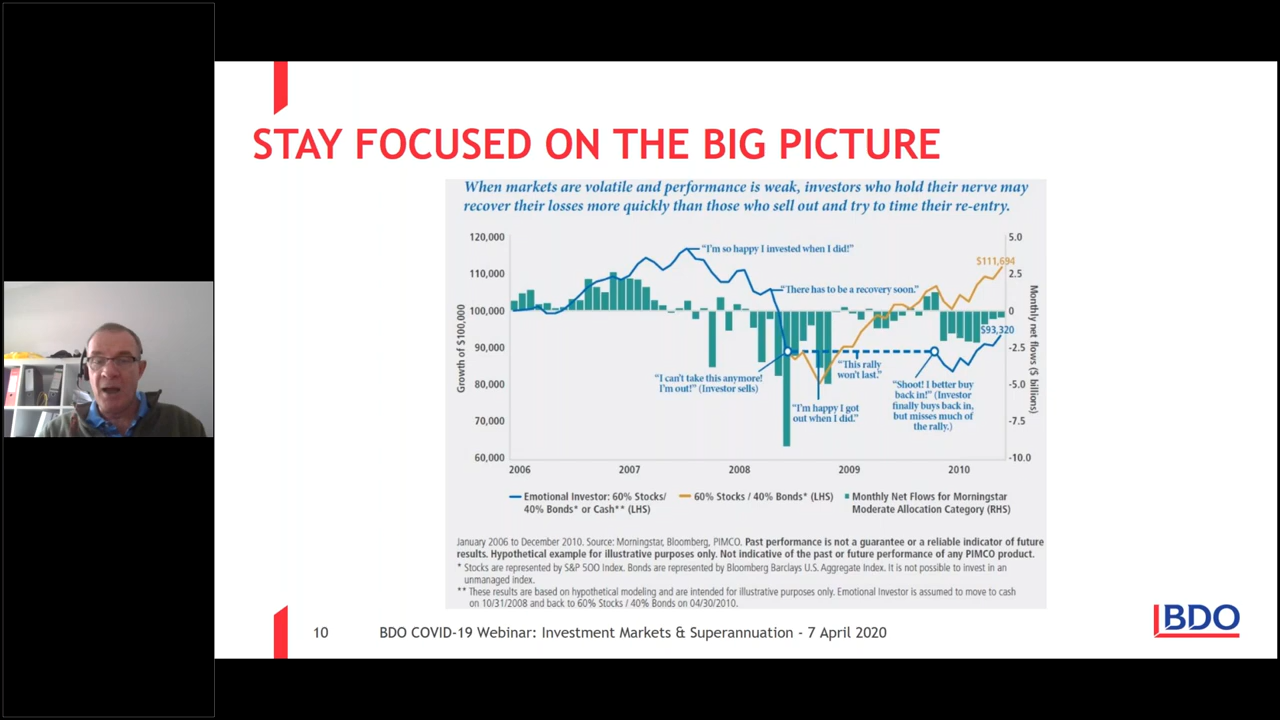 STAY FOCUSED ON THE BIG PICTURE
When markets are volatile and performance is weak, investors who hold their nerve may
recover their losses more quickly than those who sell out and try to time their re-entry.
120,000
110,000
100,000
90,000
80,000
70,000
60,000
Growth of $100,000
5.0
2.5
0
-2.5
-5.0
-7.5
-10.0
Monthly net flows ($ billions)
"I'm so happy I invested when I did!"
"There has to be a recovery soon."
$111,694
$93,320
"I can't take this anymore!
I'm out!" (Investor sells)
"I'm happy I got
out when I did."
"This rally
won't last."
"Shoot! I better buy
back in!" (Investor
finally buys back in,
but misses much of
the rally.)
2006 2007 2008 2009 2010
Emotional Investor: 60% Stocks/
40% Bonds* or Cash** (LHS)
60% Stocks / 40% Bonds* (LHS)
Monthly Net Flows for Morningstar
Moderate Allocation Category (RHS)
January 2006 to December 2010. Source: Morningstar, Bloomberg, PIMCO. Past performance is not a guarantee or a reliable indicator of future
results. Hypothetical example for illustrative purposes only. Not indicative of the past or future performance of any PIMCO product.
* Stocks are represented by S&P 500 Index. Bonds are represented by Bloomberg Barclays U.S. Aggregate Index. It is not possible to invest in an
unmanaged index.
** These results are based on hypothetical modeling and are intended for illustrative purposes only. Emotional Investor is assumed to move to cash
on 10/31/2008 and back to 60% Stocks / 40% Bonds on 04/30/2010.
10
BDO COVID-19 Webinar: Investment Markets & Superannuation - 7 April 2020
BDO